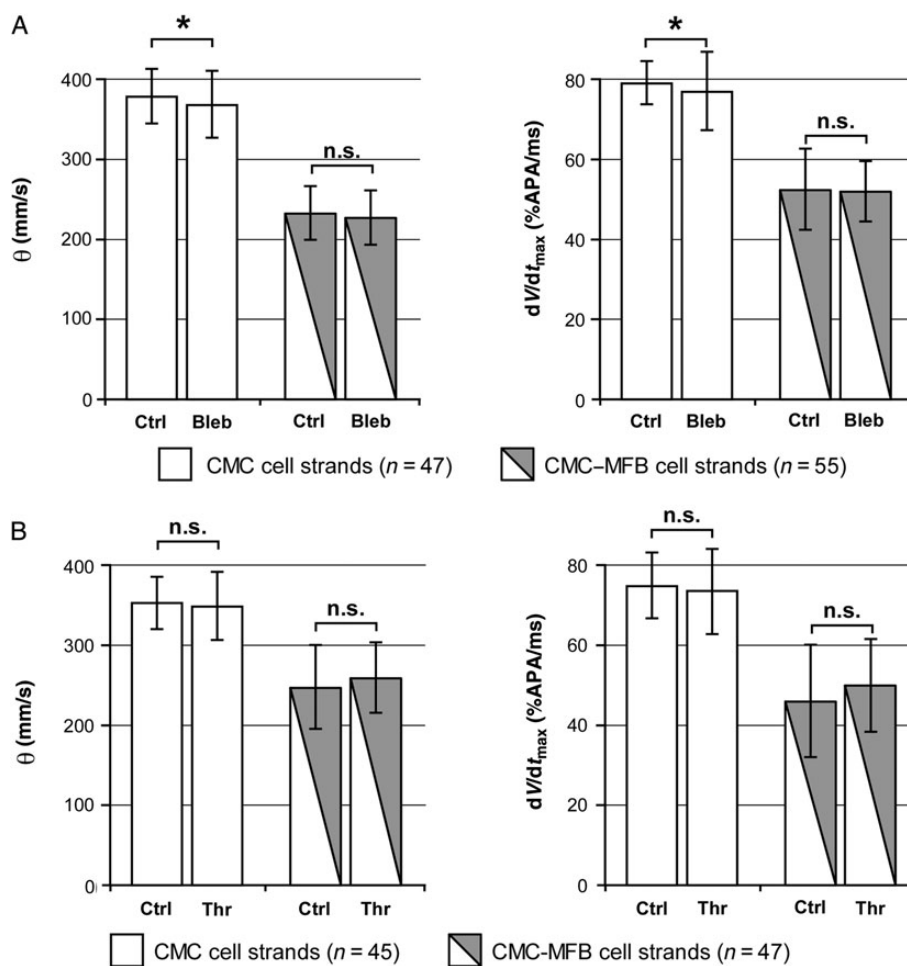 A
* *
400 80
n.s. n.s.
300 60
θ (mm/s) dV/dtmax (%APA/ms)
200 40
100 20
0 0
Ctrl Bleb Ctrl Bleb Ctrl Bleb Ctrl Bleb
CMC cell strands (n = 47) CMC–MFB cell strands (n = 55)
B
n.s. n.s.
400 80
n.s. n.s.
300 60
θ (mm/s) dV/dtmax (%APA/ms)
200 40
100 20
0 0
Ctrl Thr Ctrl Thr Ctrl Thr Ctrl Thr
CMC cell strands (n = 45) CMC-MFB cell strands (n = 47)